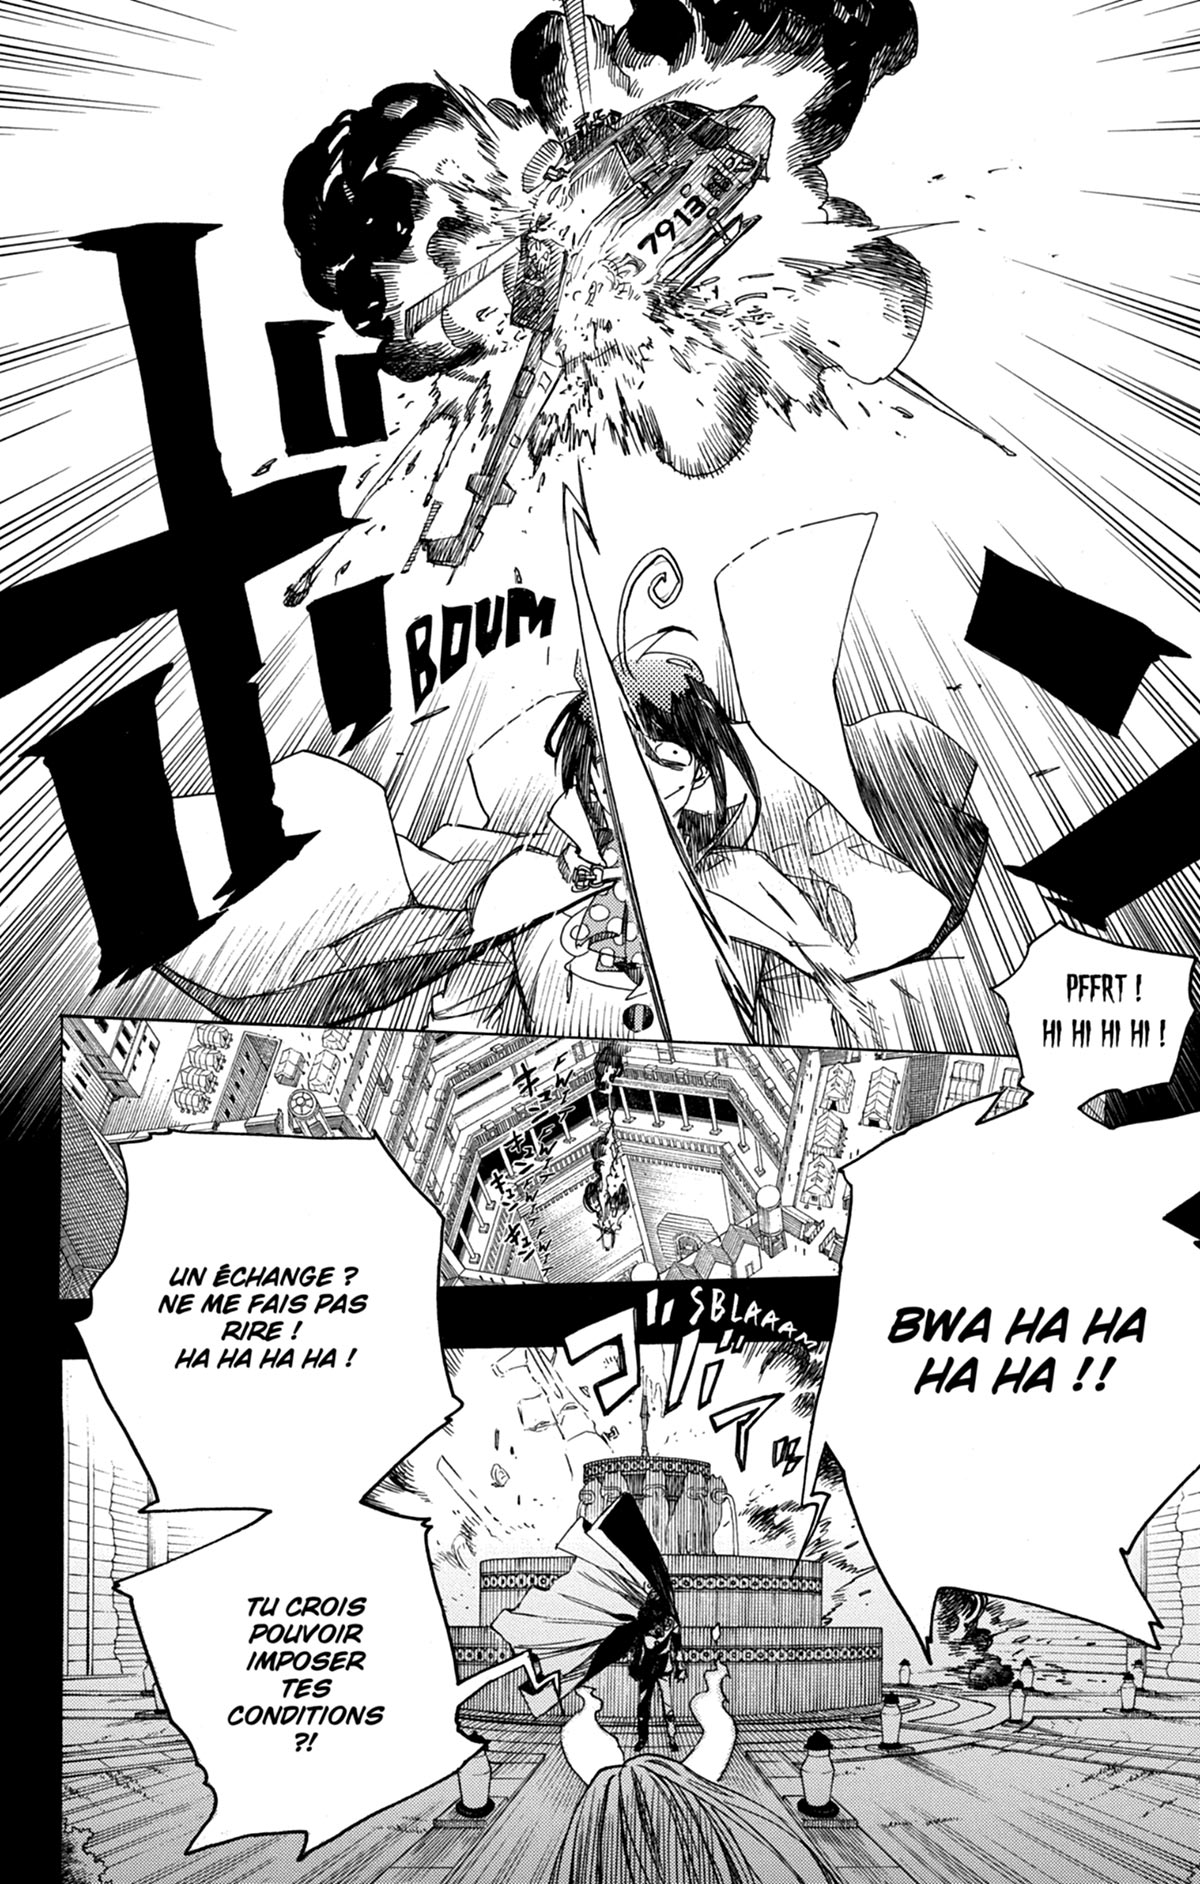 7913
BOUM
PFFRT !
HI HI HI HI !
BWA HA HA
HA HA !!
SBLAAAM
UN ÉCHANGE ?
NE ME FAIS PAS
RIRE !
HA HA HA HA !
TU CROIS
POUVOIR
IMPOSER
TES
CONDITIONS
?!